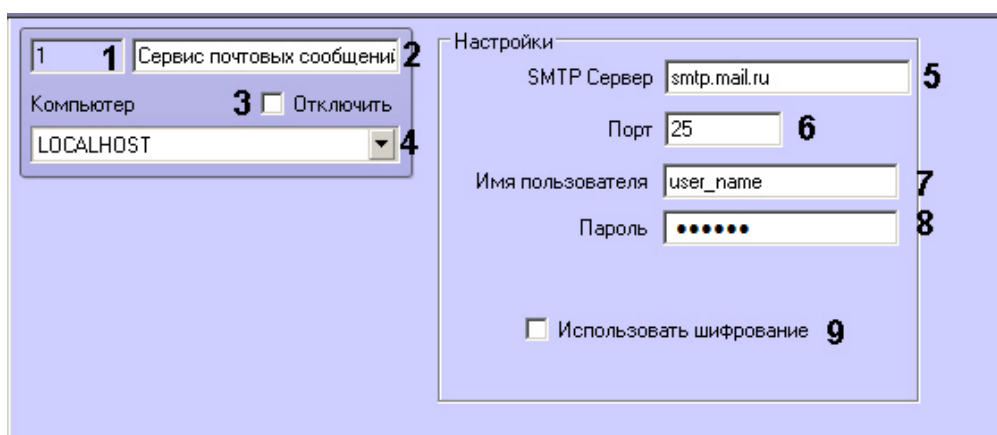 1 1 Сервис почтовых сообщений 2
Компьютер 3 Отключить
LOCALHOST 4
Настройки
SMTP Сервер smtp.mail.ru 5
Порт 25 6
Имя пользователя user_name 7
Пароль •••••• 8
Использовать шифрование 9